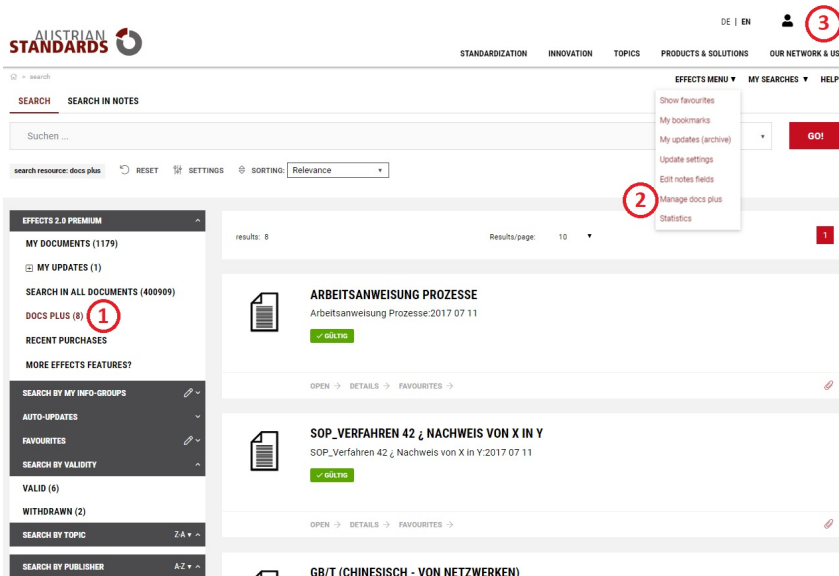 AUSTRIAN
STANDARDS
DE | EN
3
STANDARDIZATION INNOVATION TOPICS PRODUCTS & SOLUTIONS OUR NETWORK & US
> search
EFFECTS MENU ▼ MY SEARCHES ▼ HELP
SEARCH SEARCH IN NOTES
Show favourites
My bookmarks
My updates (archive)
Update settings
Edit notes fields
2 Manage docs plus
Statistics
Suchen ... ▼ GO!
search resource: docs plus RESET SETTINGS SORTING: Relevance ▼
EFFECTS 2.0 PREMIUM
MY DOCUMENTS (1179)
MY UPDATES (1)
SEARCH IN ALL DOCUMENTS (400909)
DOCS PLUS (8) 1
RECENT PURCHASES
MORE EFFECTS FEATURES?
SEARCH BY MY INFO-GROUPS
AUTO-UPDATES
FAVOURITES
SEARCH BY VALIDITY
VALID (6)
WITHDRAWN (2)
SEARCH BY TOPIC Z-A ▼
SEARCH BY PUBLISHER A-Z ▼
results: 8 Results/page: 10 ▼ 1
ARBEITSANWEISUNG PROZESSE
Arbeitsanweisung Prozesse:2017 07 11
✓ GÜLTIG
OPEN → DETAILS → FAVOURITES →
SOP_VERFAHREN 42 ¿ NACHWEIS VON X IN Y
SOP_Verfahren 42 ¿ Nachweis von X in Y:2017 07 11
✓ GÜLTIG
OPEN → DETAILS → FAVOURITES →
GB/T (CHINESISCH - VON NETZWERKEN)